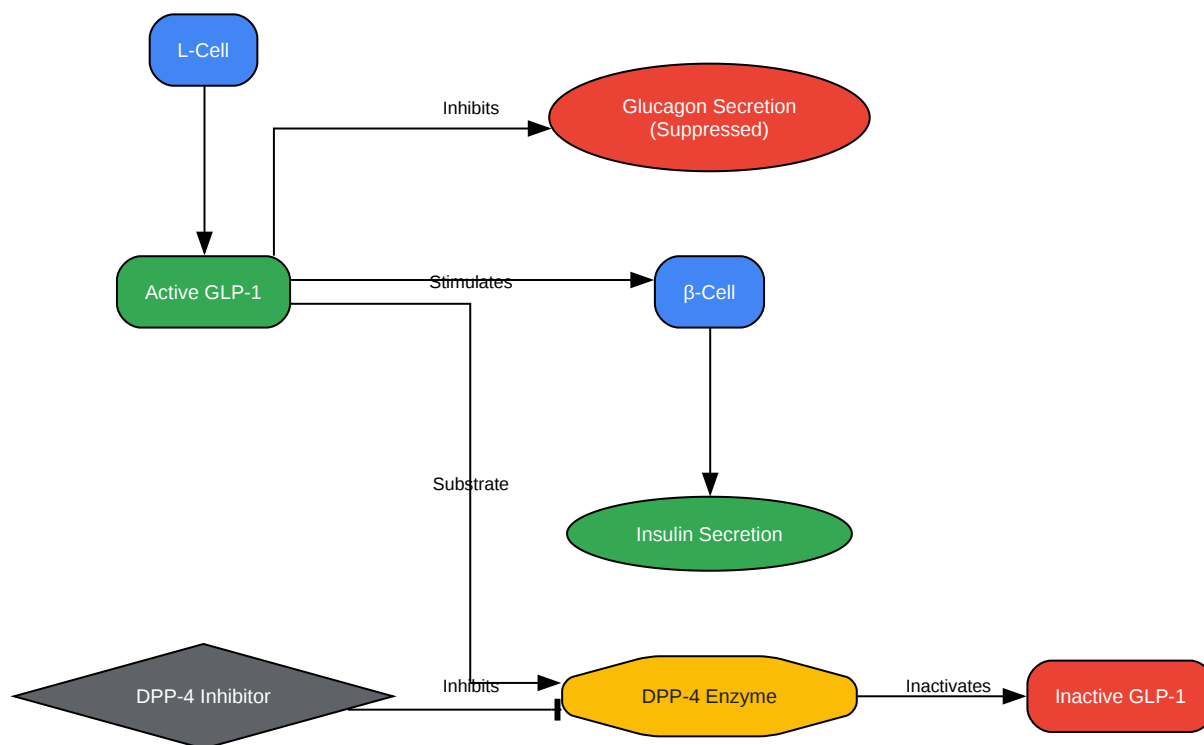 L-Cell
Inhibits
Glucagon Secretion
(Suppressed)
Active GLP-1
Stimulates
β-Cell
Substrate
Insulin Secretion
DPP-4 Inhibitor
Inhibits
DPP-4 Enzyme
Inactivates
Inactive GLP-1